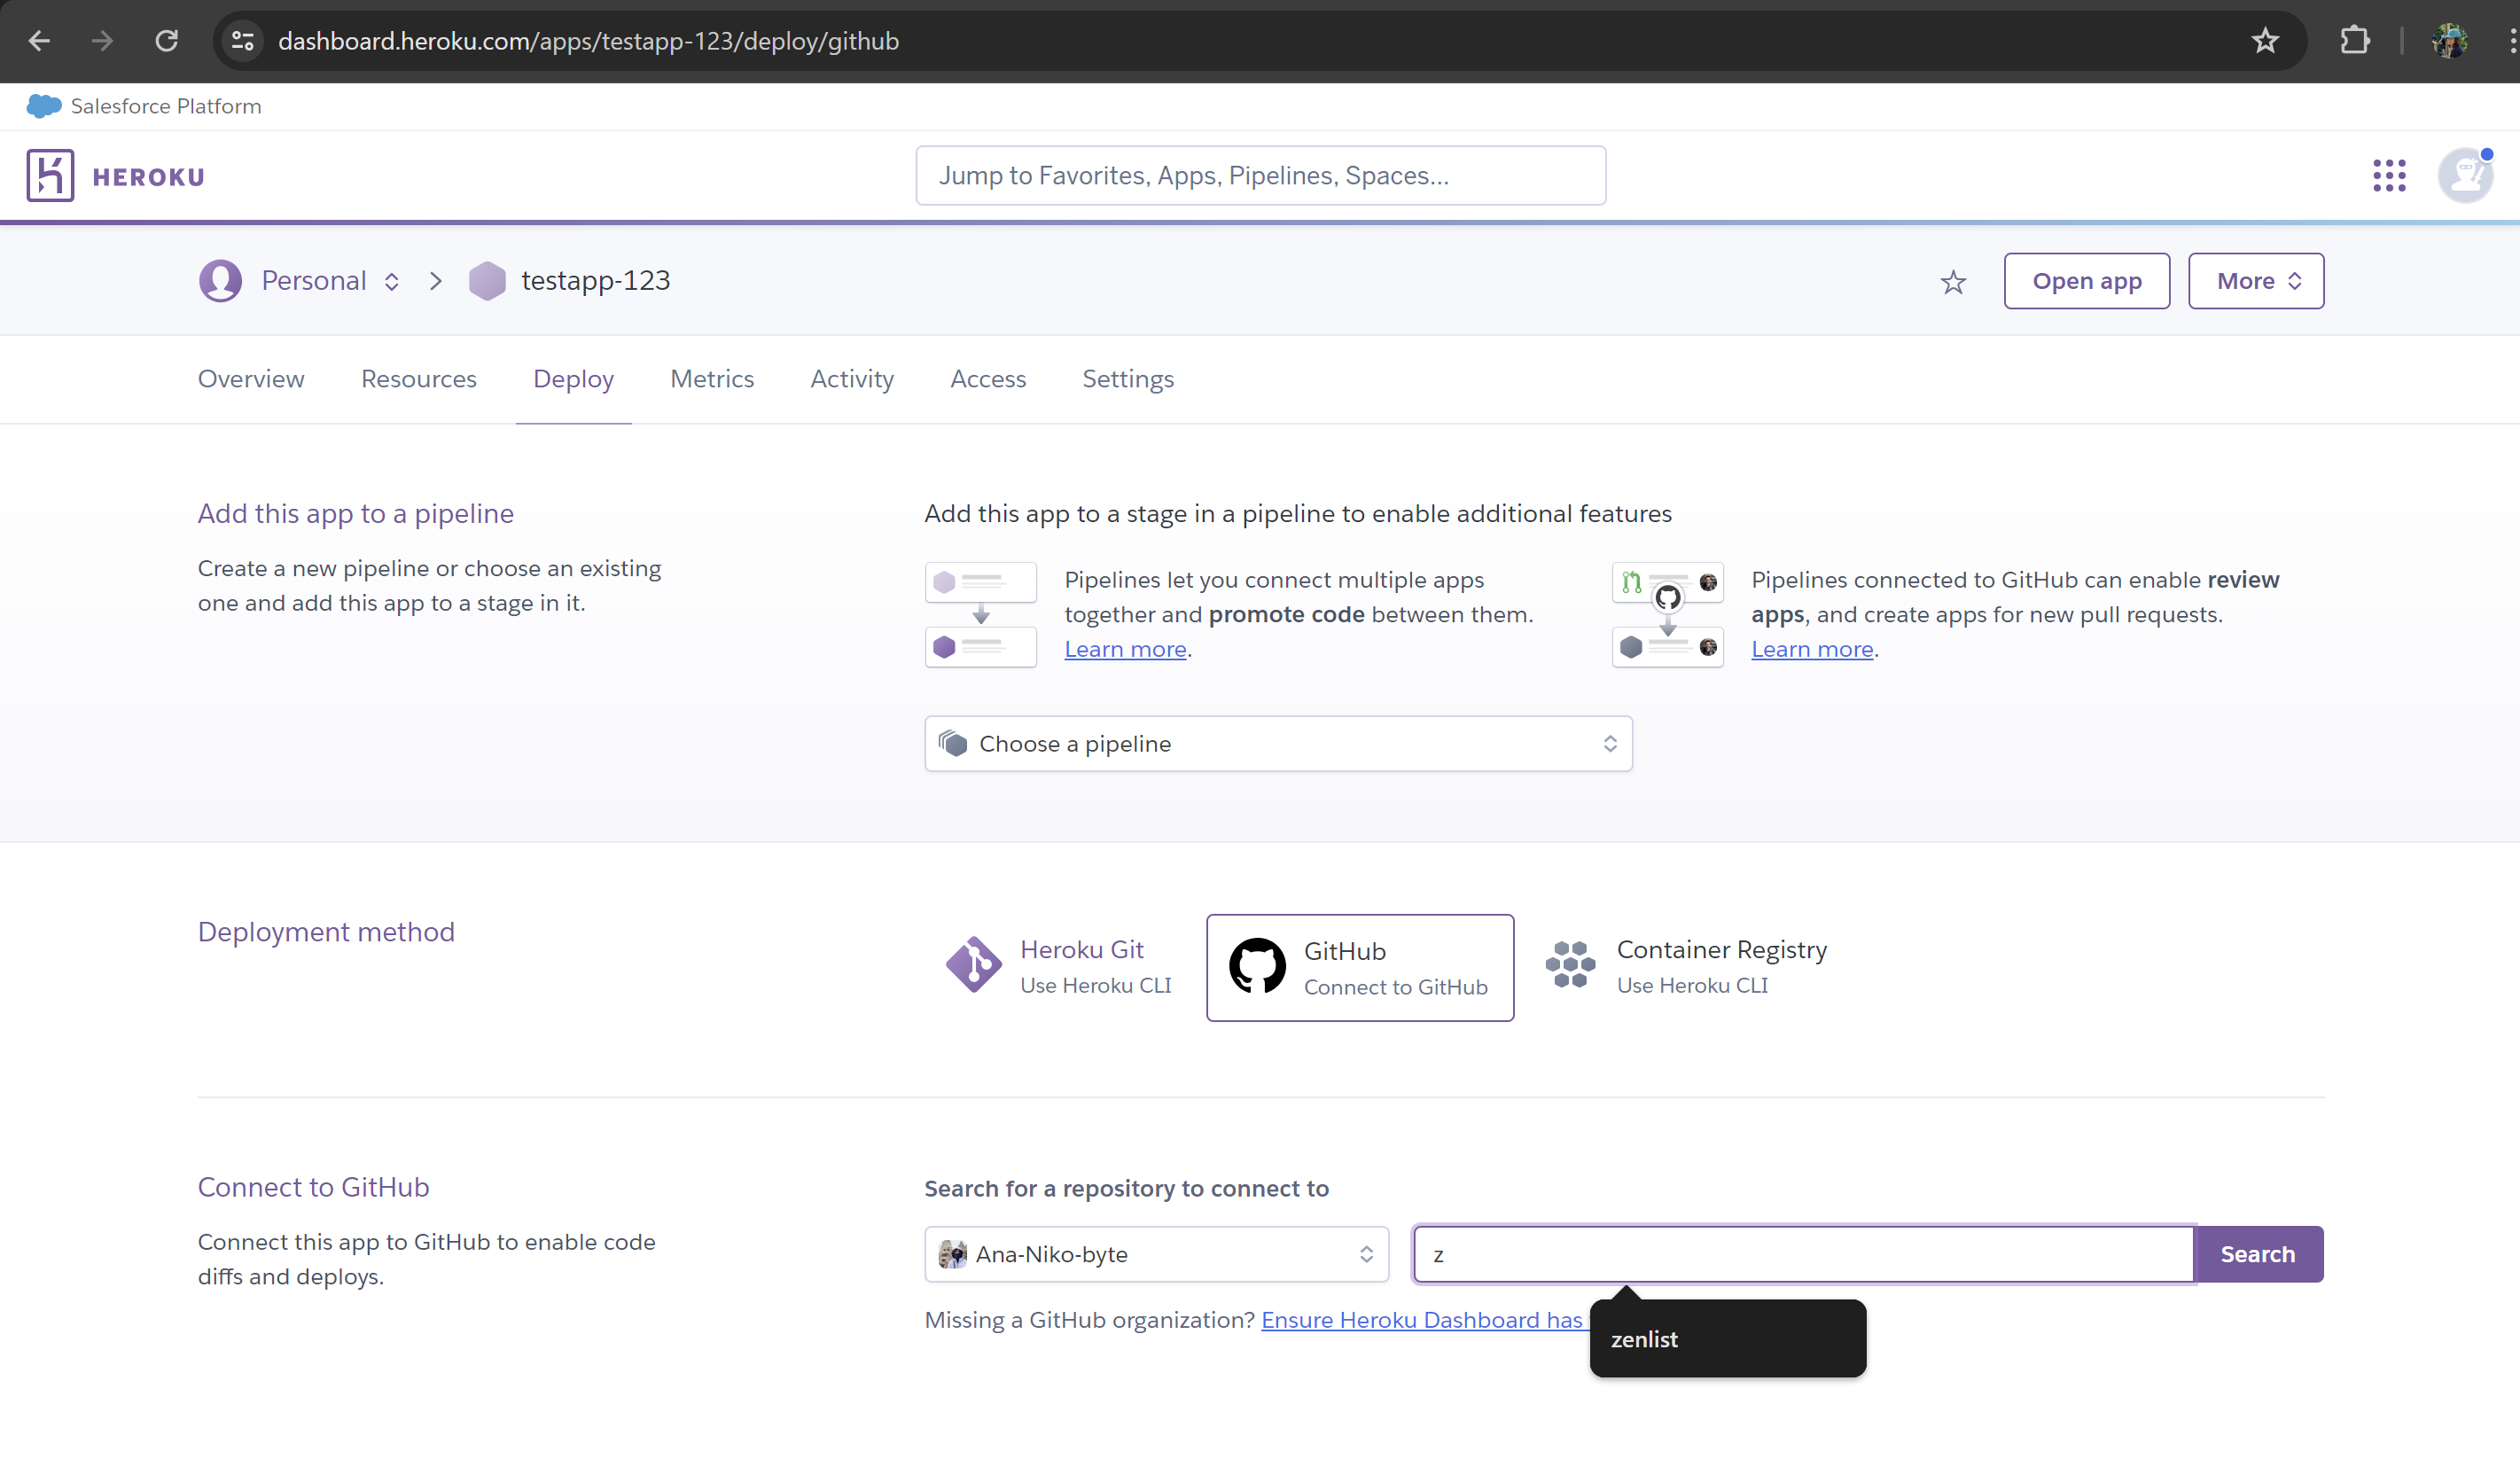 dashboard.heroku.com/apps/testapp-123/deploy/github
Salesforce Platform
HEROKU
Jump to Favorites, Apps, Pipelines, Spaces...
Personal
testapp-123
Open app
More
Overview
Resources
Deploy
Metrics
Activity
Access
Settings
Add this app to a pipeline
Create a new pipeline or choose an existing
one and add this app to a stage in it.
Add this app to a stage in a pipeline to enable additional features
Pipelines let you connect multiple apps
together and promote code between them.
Learn more.
Pipelines connected to GitHub can enable review
apps, and create apps for new pull requests.
Learn more.
Choose a pipeline
Deployment method
Heroku Git
Use Heroku CLI
GitHub
Connect to GitHub
Container Registry
Use Heroku CLI
Connect to GitHub
Connect this app to GitHub to enable code
diffs and deploys.
Search for a repository to connect to
Ana-Niko-byte
z
Search
Missing a GitHub organization? Ensure Heroku Dashboard has
zenlist